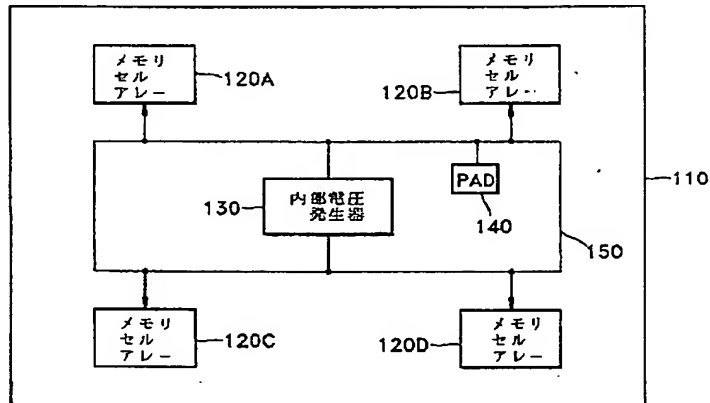 メモリ
セル
アレー
120A
メモリ
セル
アレー
120B
130
内部電圧
発生器
PAD
140
110
150
メモリ
セル
アレー
120C
メモリ
セル
アレー
120D